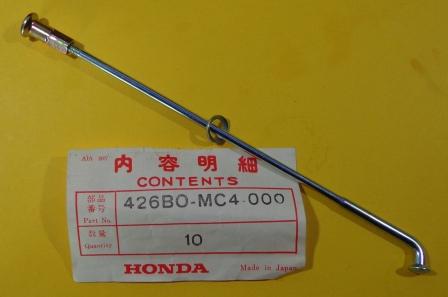 内容明細
CONTENTS
部品番号 Part No. 426B0-MC4-000
数量 Quantity 10
HONDA Made in Japan